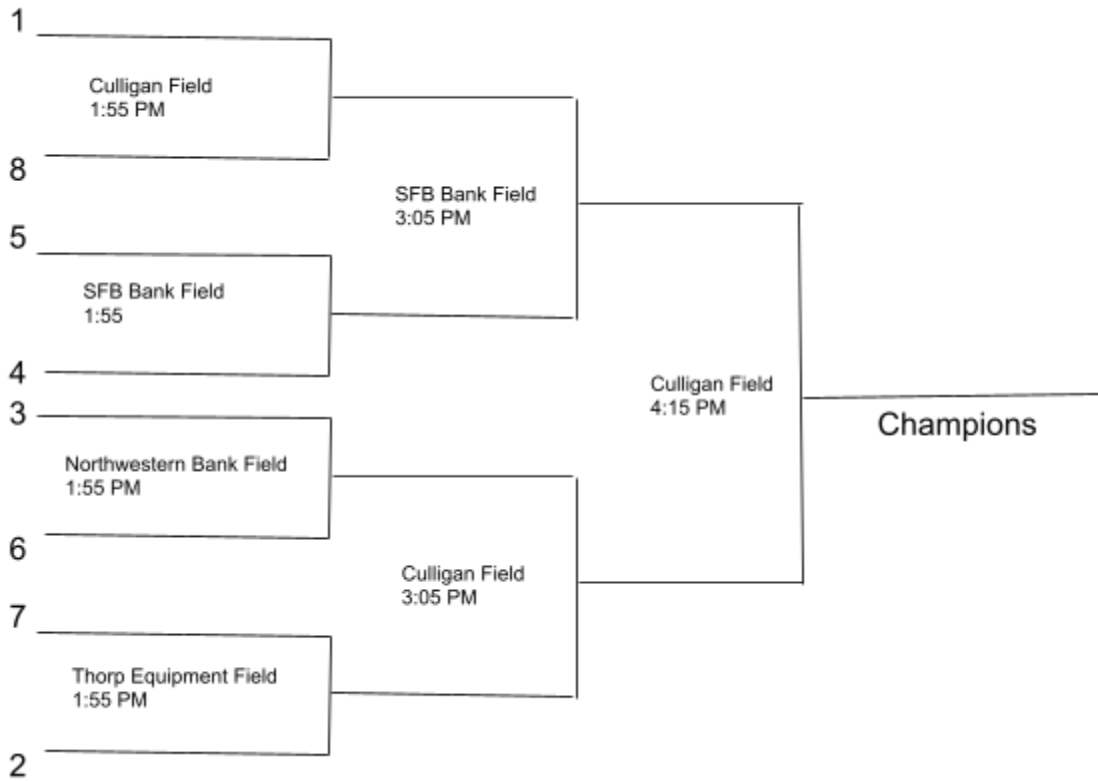 1
Culligan Field
1:55 PM
8
SFB Bank Field
3:05 PM
5
SFB Bank Field
1:55
4
3
Culligan Field
4:15 PM
Champions
Northwestern Bank Field
1:55 PM
6
Culligan Field
3:05 PM
7
Thorp Equipment Field
1:55 PM
2